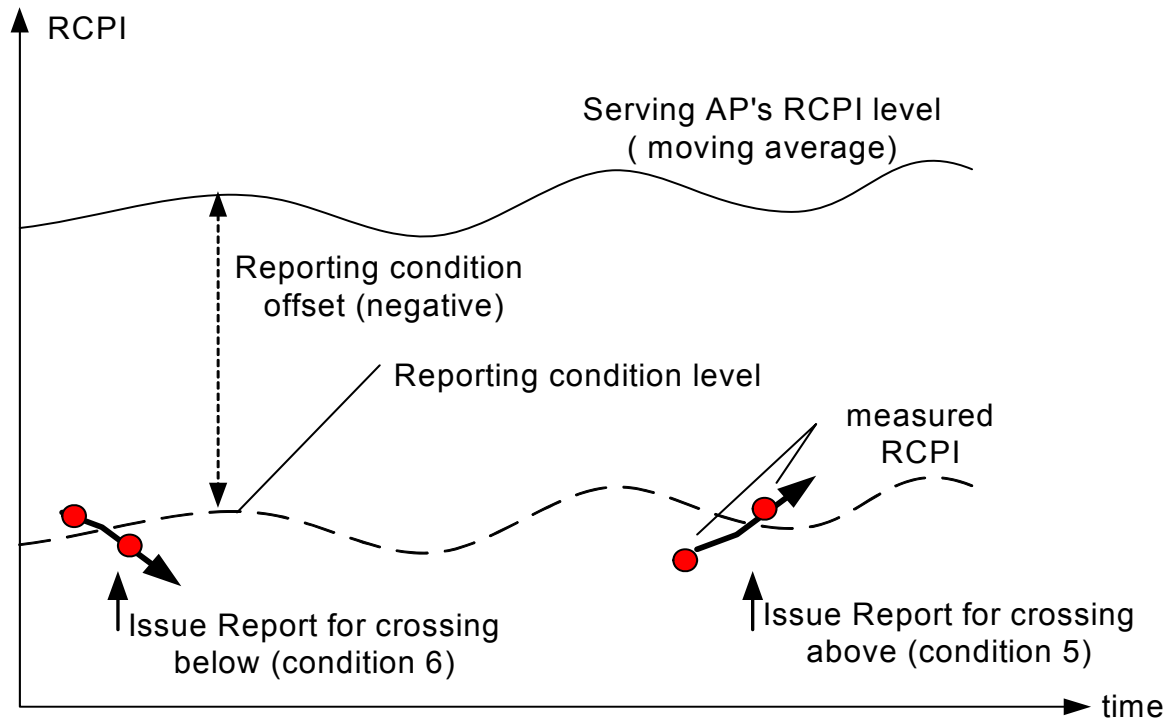 RCPI
Serving AP's RCPI level
( moving average)
Reporting condition
offset (negative)
Reporting condition level
measured
RCPI
Issue Report for crossing
below (condition 6)
Issue Report for crossing
above (condition 5)
time